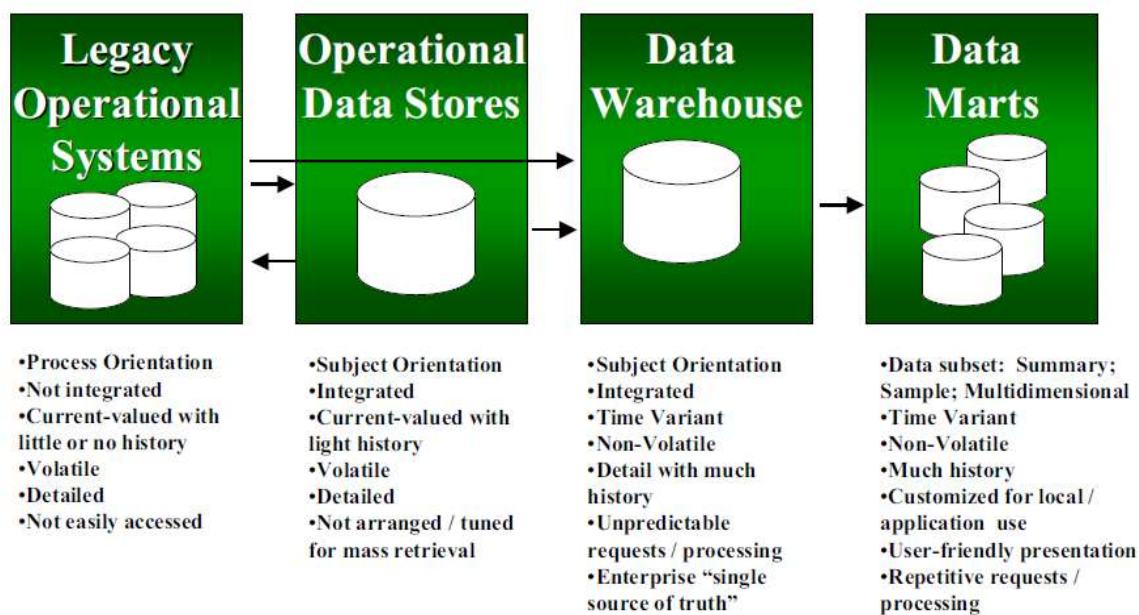 Legacy
Operational
Systems
Operational
Data Stores
Data
Warehouse
Data
Marts
•Process Orientation
•Not integrated
•Current-valued with
little or no history
•Volatile
•Detailed
•Not easily accessed
•Subject Orientation
•Integrated
•Current-valued with
light history
•Volatile
•Detailed
•Not arranged / tuned
for mass retrieval
•Subject Orientation
•Integrated
•Time Variant
•Non-Volatile
•Detail with much
history
•Unpredictable
requests / processing
•Enterprise “single
source of truth”
•Data subset: Summary;
Sample; Multidimensional
•Time Variant
•Non-Volatile
•Much history
•Customized for local /
application use
•User-friendly presentation
•Repetitive requests /
processing